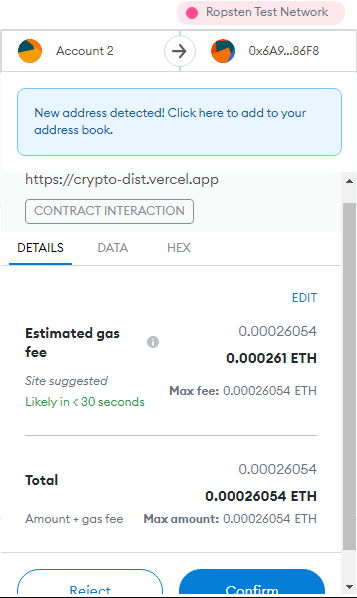 Ropsten Test Network
Account 2
0x6A9...86F8
New address detected! Click here to add to your
address book.
https://crypto-dist.vercel.app
CONTRACT INTERACTION
DETAILS
DATA
HEX
EDIT
Estimated gas
fee
0.00026054
0.000261 ETH
Site suggested
Likely in < 30 seconds
Max fee: 0.00026054 ETH
Total
0.00026054
0.00026054 ETH
Amount + gas fee
Max amount: 0.00026054 ETH
Reject
Confirm